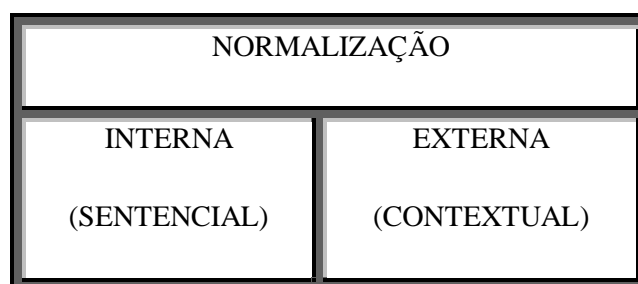 NORMALIZAÇÃO
INTERNA
(SENTENCIAL)
EXTERNA
(CONTEXTUAL)